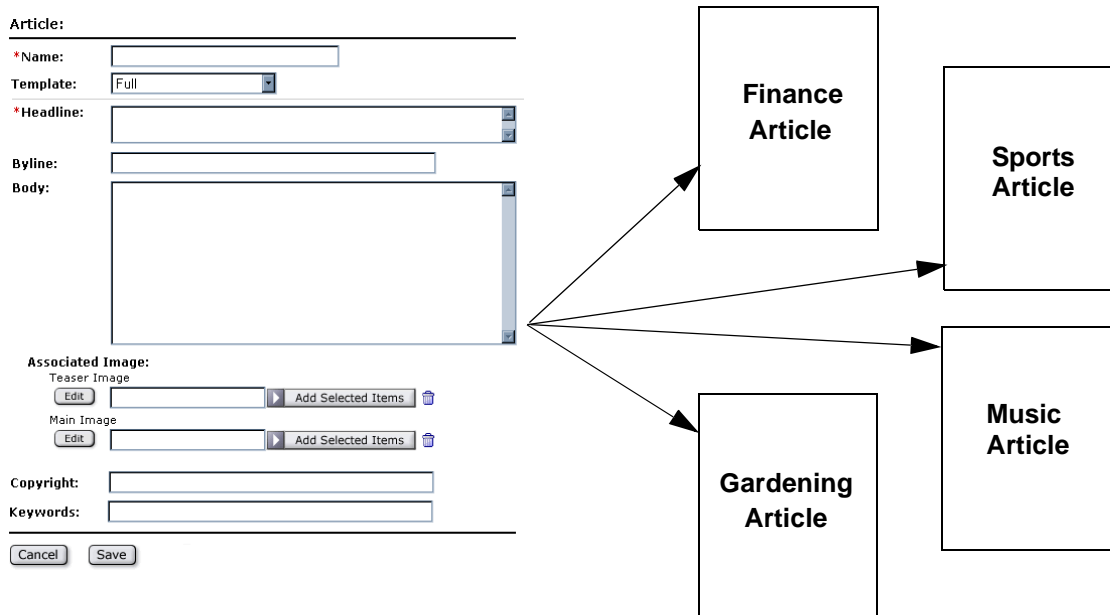 Article:
*Name:
Template: Full
*Headline:
Byline:
Body:
Associated Image:
Teaser Image
Edit Add Selected Items
Main Image
Edit Add Selected Items
Copyright:
Keywords:
Cancel Save
Finance
Article
Sports
Article
Gardening
Article
Music
Article